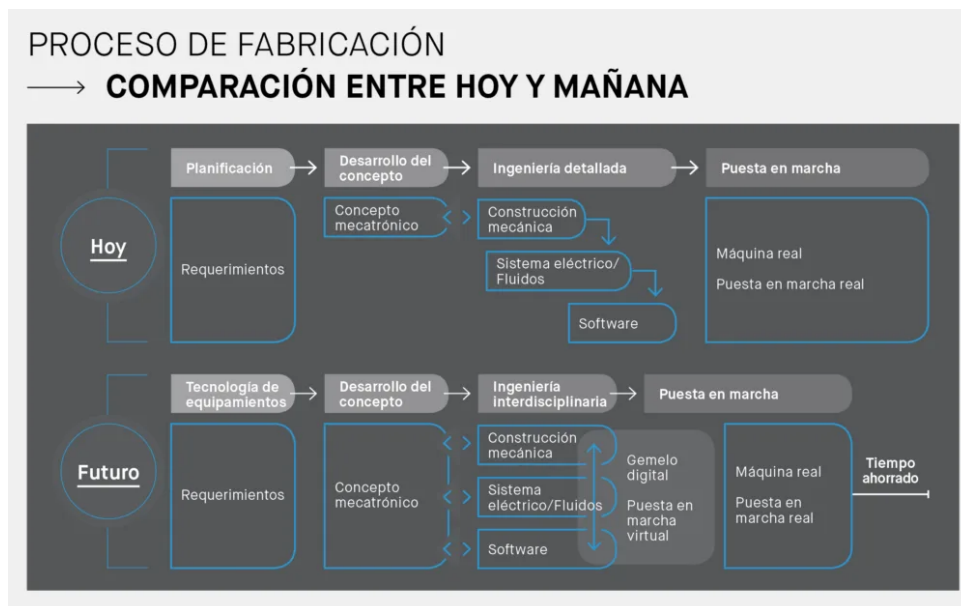 PROCESO DE FABRICACIÓN
COMPARACIÓN ENTRE HOY Y MAÑANA
Hoy
Planificación
Desarrollo del
concepto
Ingeniería detallada
Puesta en marcha
Requerimientos
Concepto
mecatrónico
Construcción
mecánica
Sistema eléctrico/
Fluidos
Software
Máquina real
Puesta en marcha real
Futuro
Tecnología de
equipamientos
Desarrollo del
concepto
Ingeniería
interdisciplinaria
Puesta en marcha
Requerimientos
Concepto
mecatrónico
Construcción
mecánica
Sistema
eléctrico/Fluidos
Software
Gemelo
digital
Puesta en
marcha
virtual
Máquina real
Puesta en
marcha real
Tiempo
ahorrado